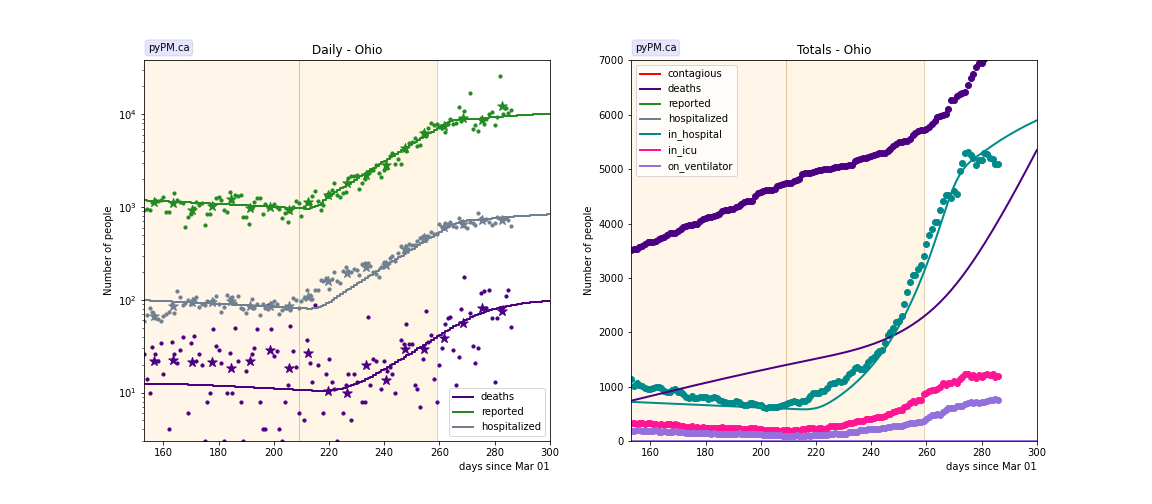 pyPM.ca
Daily - Ohio
Number of people
10⁴
10³
10²
10¹
160 180 200 220 240 260 280 300
days since Mar 01
deaths
reported
hospitalized
pyPM.ca
Totals - Ohio
Number of people
7000
6000
5000
4000
3000
2000
1000
0
160 180 200 220 240 260 280 300
days since Mar 01
contagious
deaths
reported
hospitalized
in_hospital
in_icu
on_ventilator